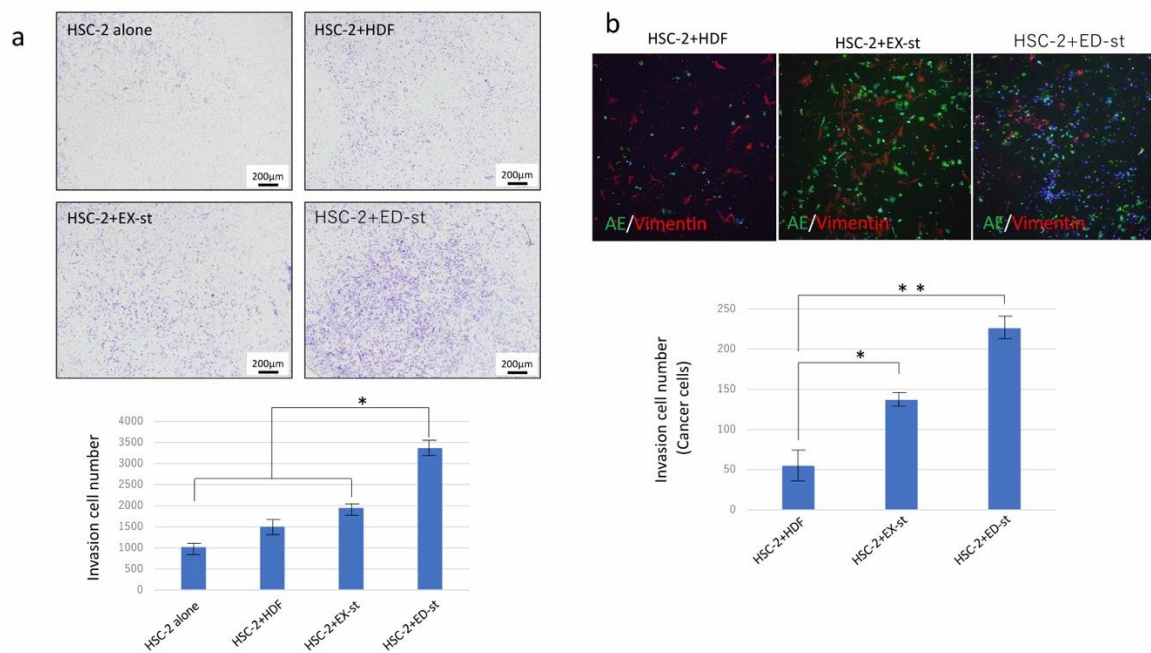 a
HSC-2 alone
200μm
HSC-2+HDF
200μm
HSC-2+EX-st
200μm
HSC-2+ED-st
200μm
*
Invasion cell number
4000
3500
3000
2500
2000
1500
1000
500
0
HSC-2 alone
HSC-2+HDF
HSC-2+EX-st
HSC-2+ED-st
b
HSC-2+HDF
HSC-2+EX-st
HSC-2+ED-st
AE/Vimentin
AE/Vimentin
AE/Vimentin
* *
*
Invasion cell number
(Cancer cells)
250
200
150
100
50
0
HSC-2+HDF
HSC-2+EX-st
HSC-2+ED-st